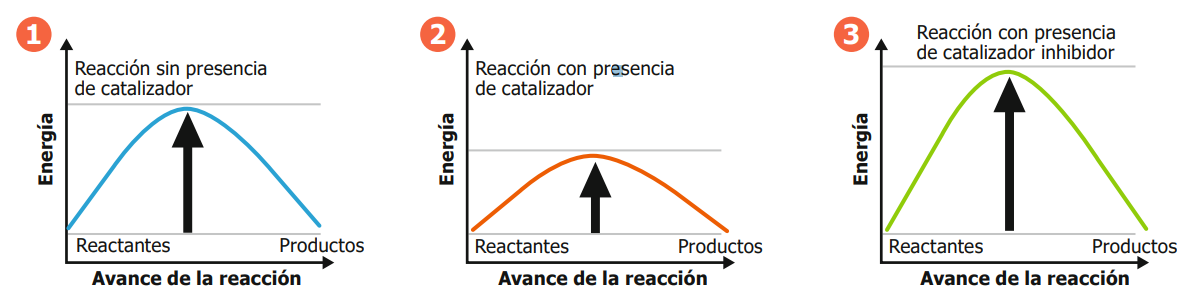 1
Reacción sin presencia
de catalizador
Energía
Reactantes
Productos
Avance de la reacción
2
Reacción con presencia
de catalizador
Energía
Reactantes
Productos
Avance de la reacción
3
Reacción con presencia
de catalizador inhibidor
Energía
Reactantes
Productos
Avance de la reacción